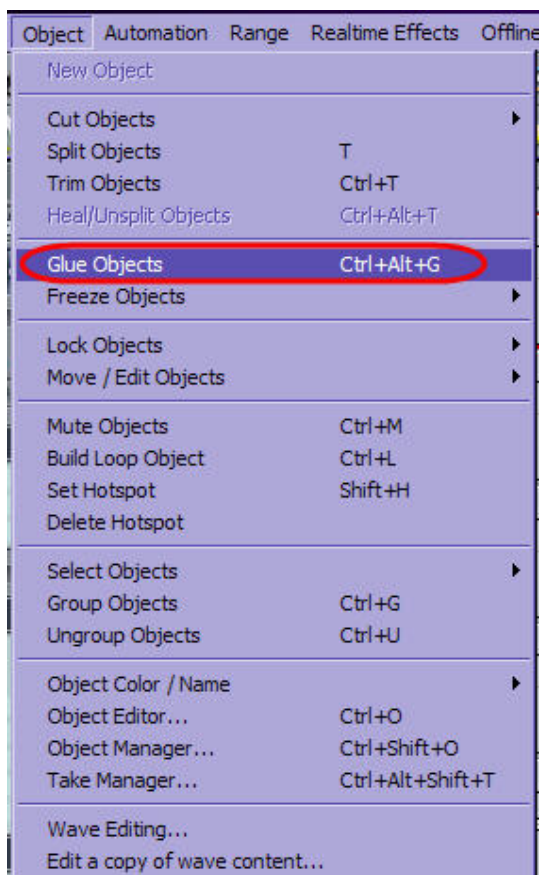 Object Automation Range Realtime Effects Offline
New Object
Cut Objects
Split Objects T
Trim Objects Ctrl+T
Heal/Unsplit Objects Ctrl+Alt+T
Glue Objects Ctrl+Alt+G
Freeze Objects
Lock Objects
Move / Edit Objects
Mute Objects Ctrl+M
Build Loop Object Ctrl+L
Set Hotspot Shift+H
Delete Hotspot
Select Objects
Group Objects Ctrl+G
Ungroup Objects Ctrl+U
Object Color / Name
Object Editor... Ctrl+O
Object Manager... Ctrl+Shift+O
Take Manager... Ctrl+Alt+Shift+T
Wave Editing...
Edit a copy of wave content...